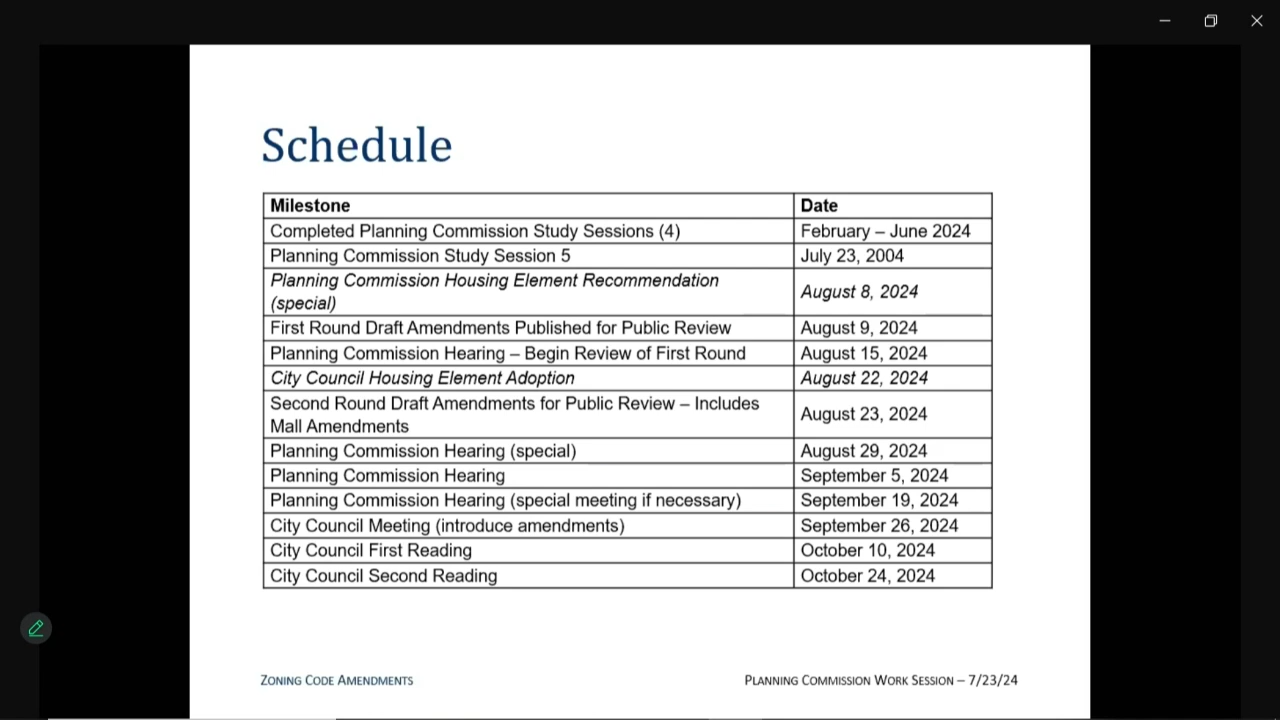 Schedule
Milestone Date
Completed Planning Commission Study Sessions (4) February – June 2024
Planning Commission Study Session 5 July 23, 2004
Planning Commission Housing Element Recommendation
(special) August 8, 2024
First Round Draft Amendments Published for Public Review August 9, 2024
Planning Commission Hearing – Begin Review of First Round August 15, 2024
City Council Housing Element Adoption August 22, 2024
Second Round Draft Amendments for Public Review – Includes
Mall Amendments August 23, 2024
Planning Commission Hearing (special) August 29, 2024
Planning Commission Hearing September 5, 2024
Planning Commission Hearing (special meeting if necessary) September 19, 2024
City Council Meeting (introduce amendments) September 26, 2024
City Council First Reading October 10, 2024
City Council Second Reading October 24, 2024
ZONING CODE AMENDMENTS PLANNING COMMISSION WORK SESSION – 7/23/24